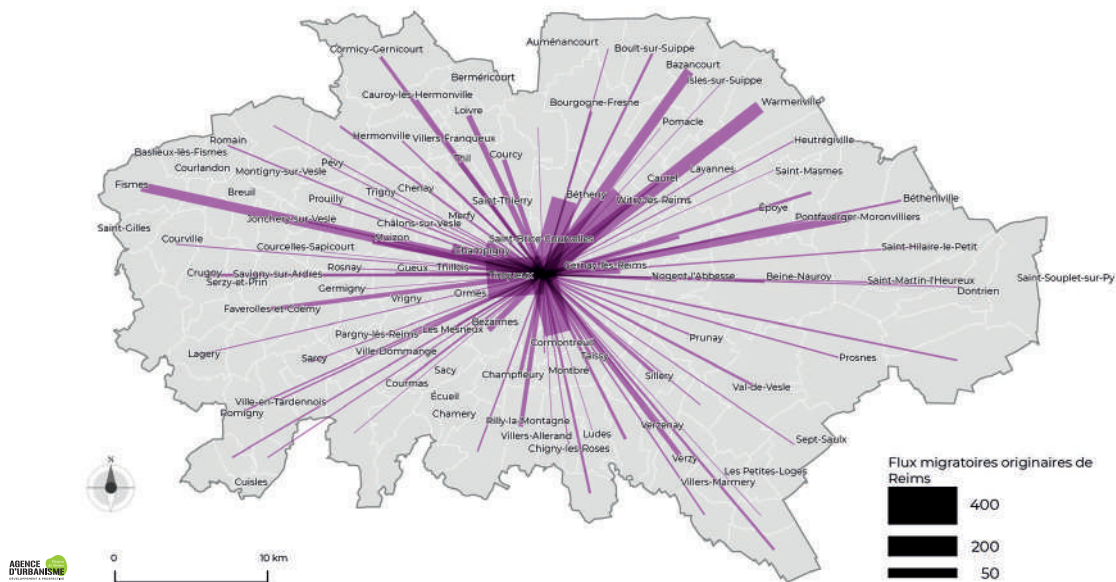 Auménancourt
Cormicy-Gernicourt
Boult-sur-Suippe
Bazancourt
Berméricourt
Isles-sur-Suippe
Cauroy-lès-Hermonville
Bourgogne-Fresne
Warmeriville
Loivre
Pomacle
Hermonville
Villers-Franqueux
Heutrégiville
Romain
Baslieux-lès-Fismes
Courcy
Thil
Pévy
Courlandon
Montigny-sur-Vesle
Lavannes
Saint-Masmes
Caurel
Fismes
Breuil
Trigny
Chenay
Prouilly
Saint-Thierry
Bétheny
Witry-lès-Reims
Bétheniville
Époye
Jonchery-sur-Vesle
Merfy
Pontfaverger-Moronvilliers
Saint-Gilles
Châlons-sur-Vesle
Courville
Muizon
Saint-Brice-Courcelles
Courcelles-Sapicourt
Champigny
Saint-Hilaire-le-Petit
Crugny
Savigny-sur-Ardres
Rosnay
Gueux
Thillois
Cernay-lès-Reims
Tinqueux
Nogent-l'Abbesse
Beine-Nauroy
Saint-Martin-l'Heureux
Saint-Souplet-sur-Py
Serzy-et-Prin
Germigny
Dontrien
Vrigny
Ormes
Faverolles-et-Coëmy
Bezannes
Pargny-lès-Reims
Les Mesneux
Cormontreuil
Prunay
Lagery
Sarcy
Ville-Dommange
Taissy
Prosnes
Sacy
Champfleury
Montbré
Sillery
Courmas
Val-de-Vesle
Écueil
Ville-en-Tardenois
Romigny
Chamery
Rilly-la-Montagne
Verzenay
Villers-Allerand
Ludes
Sept-Saulx
Chigny-les Roses
Verzy
Les Petites-Loges
Cuisles
Villers-Marmery
N
Flux migratoires originaires de
Reims
400
200
50
0
10 km
AGENCE
D'URBANISME